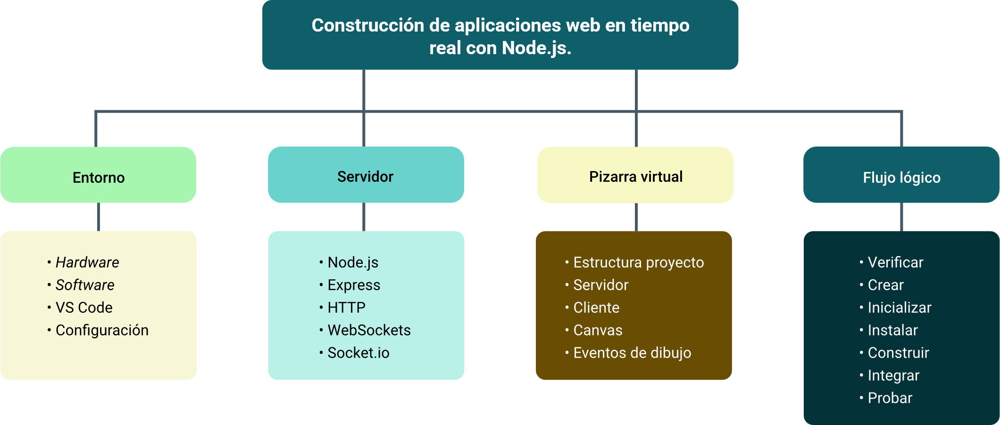 Construcción de aplicaciones web en tiempo
real con Node.js.
Entorno
• Hardware
• Software
• VS Code
• Configuración
Servidor
• Node.js
• Express
• HTTP
• WebSockets
• Socket.io
Pizarra virtual
• Estructura proyecto
• Servidor
• Cliente
• Canvas
• Eventos de dibujo
Flujo lógico
• Verificar
• Crear
• Inicializar
• Instalar
• Construir
• Integrar
• Probar